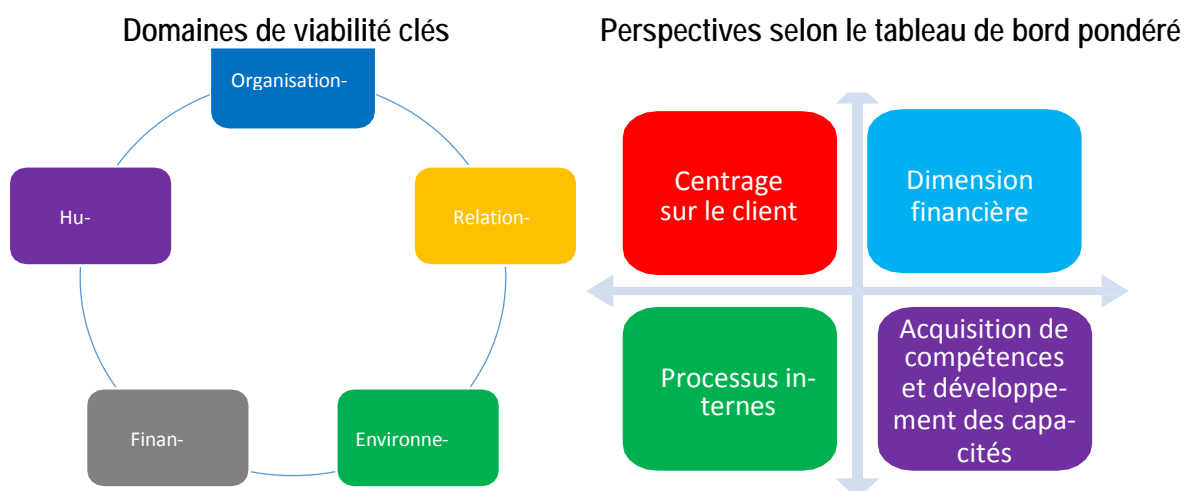 Domaines de viabilité clés
Organisation-
Hu-
Relation-
Finan-
Environne-
Perspectives selon le tableau de bord pondéré
Centrage
sur le client
Dimension
financière
Processus in-
ternes
Acquisition de
compétences
et développe-
ment des capa-
cités